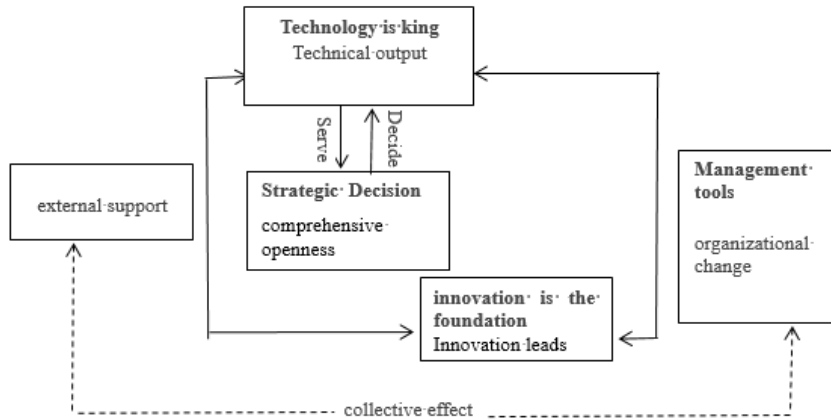 Technology is king
Technical output
Serve
Decide
Strategic Decision
comprehensive
openness
external support
Management
tools
organizational
change
innovation is the
foundation
Innovation leads
collective effect